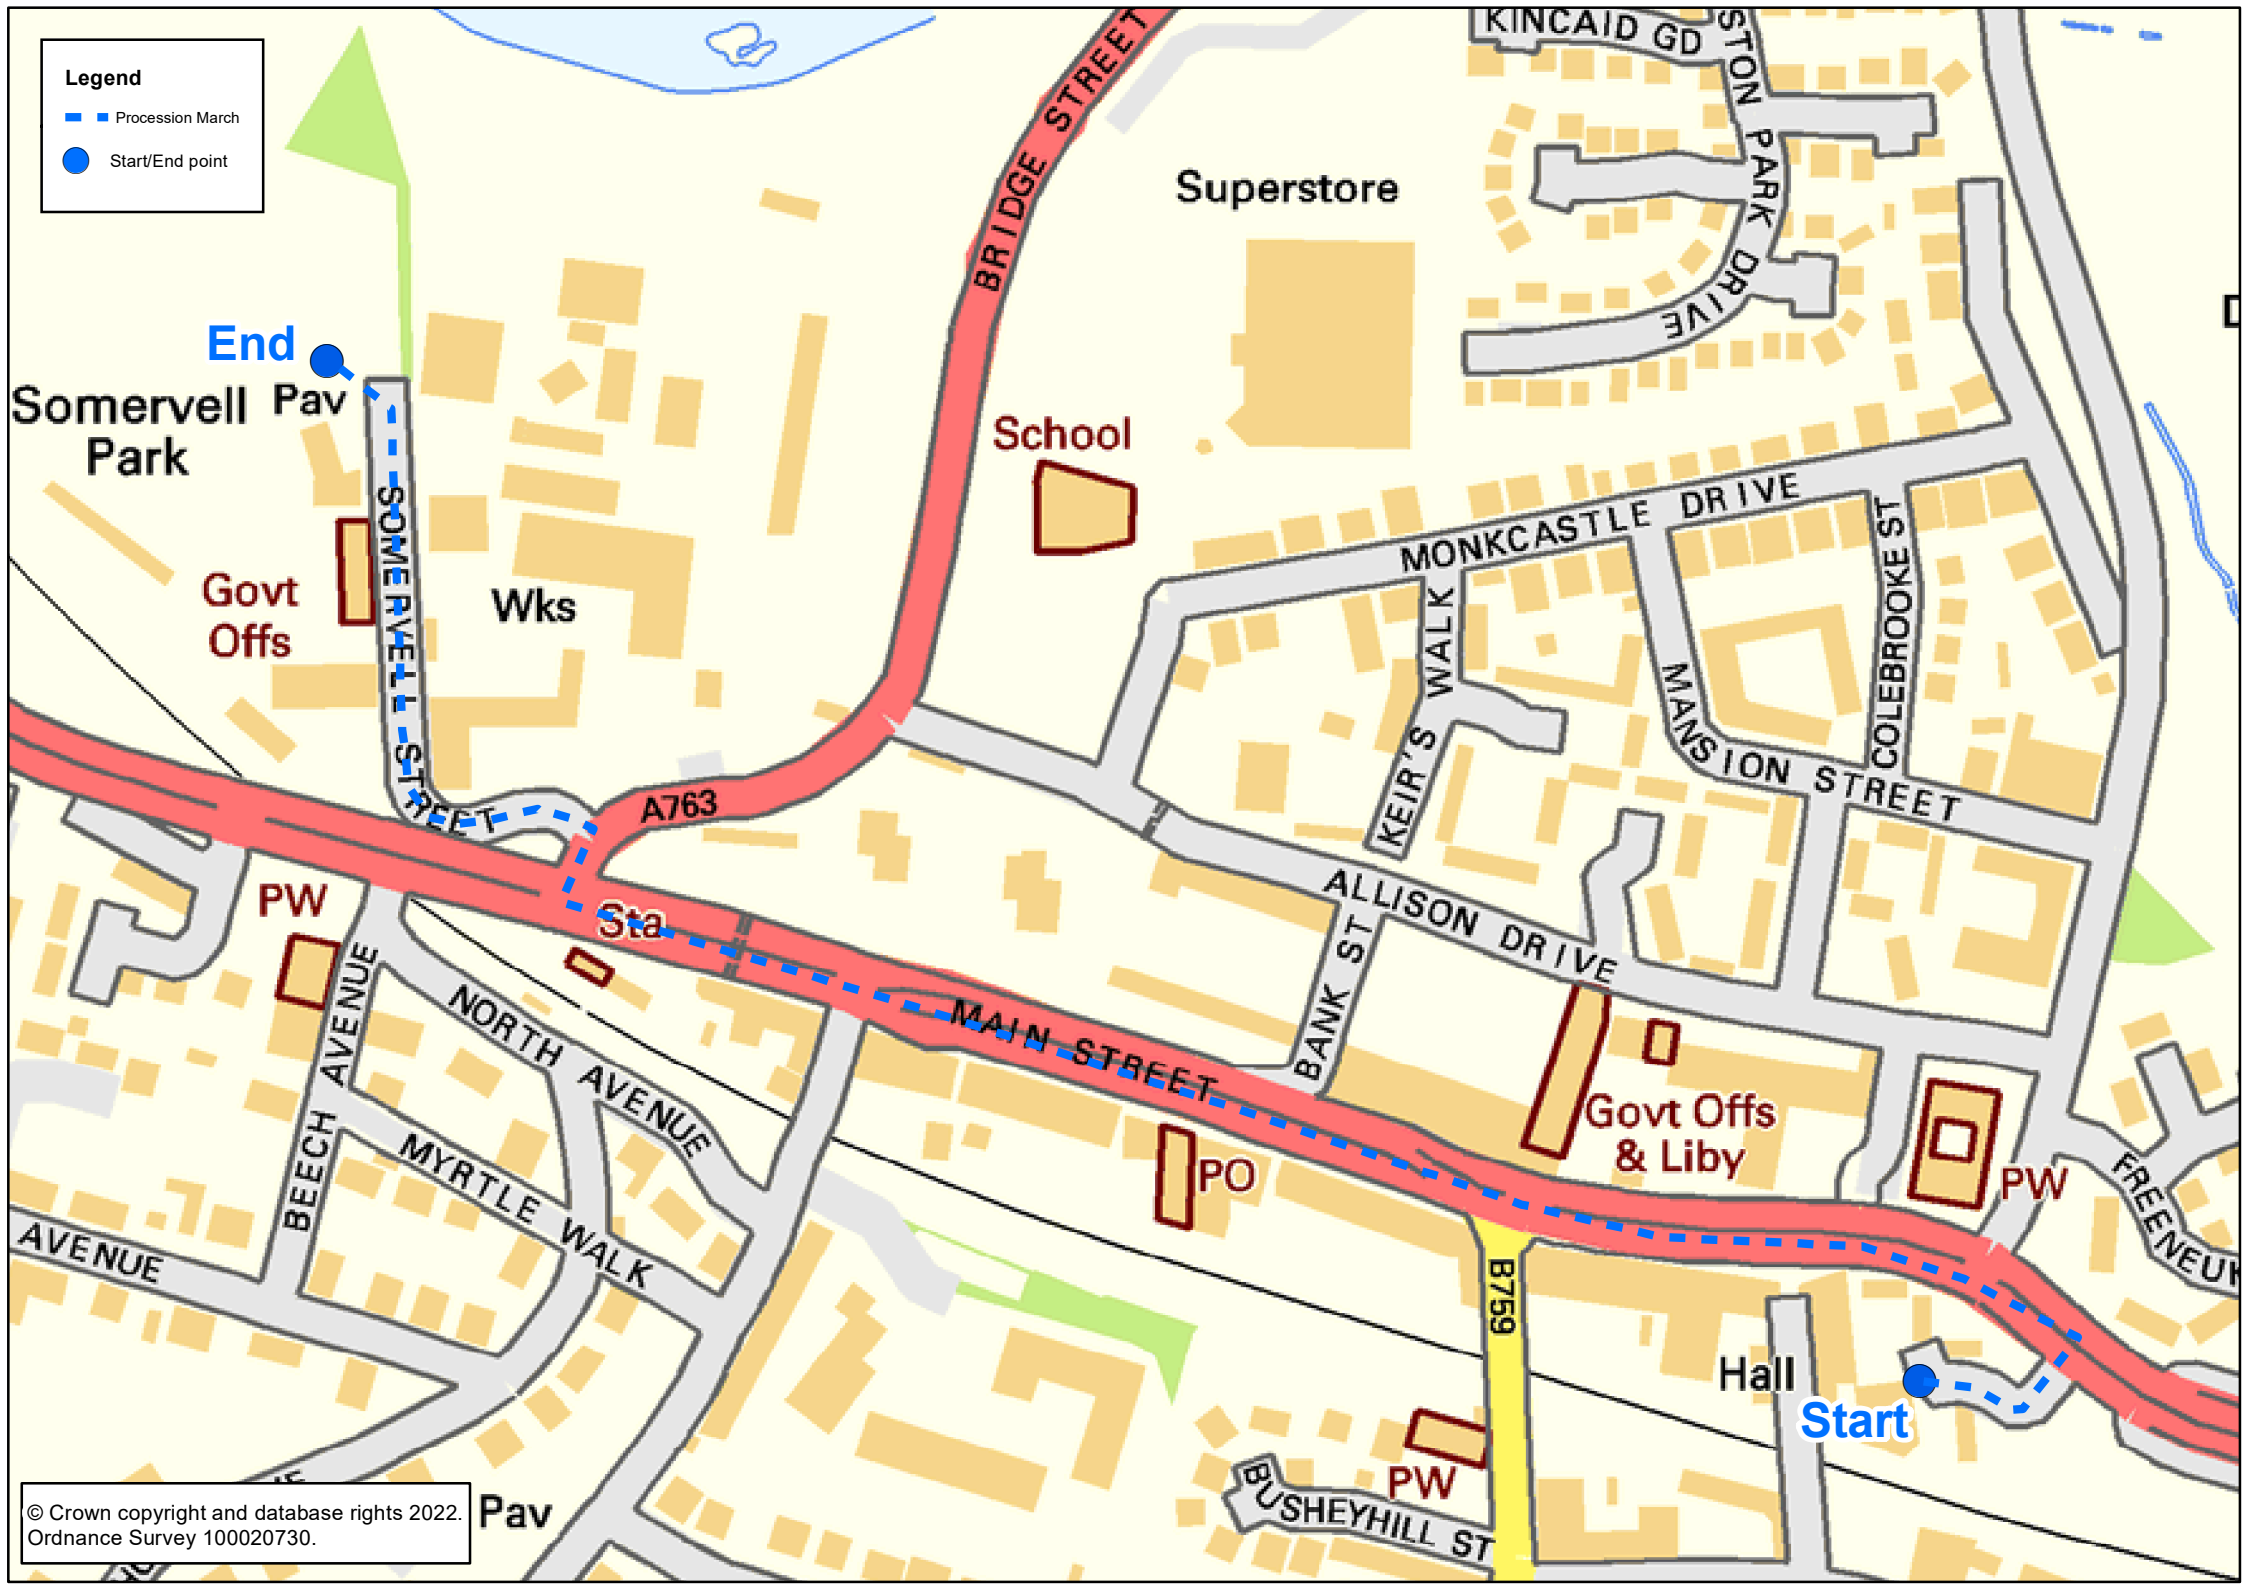 Legend
Procession March
Start/End point
KINCAID GD
STON PARK DRIVE
BRIDGE STREET
Superstore
End
Somervell
Park
Pav
School
SOMERVELL STREET
Govt
Offs
Wks
MONKCASTLE DRIVE
KEIR'S WALK
MANSION STREET
COLEBROOKE ST
A763
PW
Sta
ALLISON DRIVE
BANK ST
MAIN STREET
BEECH AVENUE
NORTH AVENUE
MYRTLE WALK
AVENUE
PO
Govt Offs
& Liby
PW
FREENEUK
B759
Hall
Start
PW
BUSHEYHILL ST
Pav
© Crown copyright and database rights 2022.
Ordnance Survey 100020730.